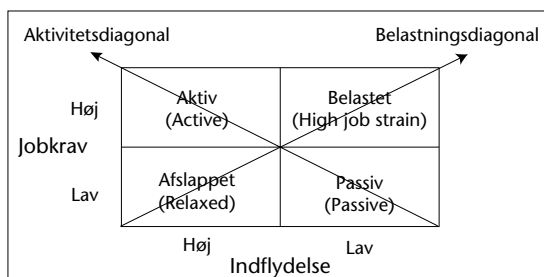 Aktivitetsdiagonal
Belastningsdiagonal
Høj
Aktiv
(Active)
Belastet
(High job strain)
Jobkrav
Lav
Afslappet
(Relaxed)
Passiv
(Passive)
Høj
Lav
Indflydelse